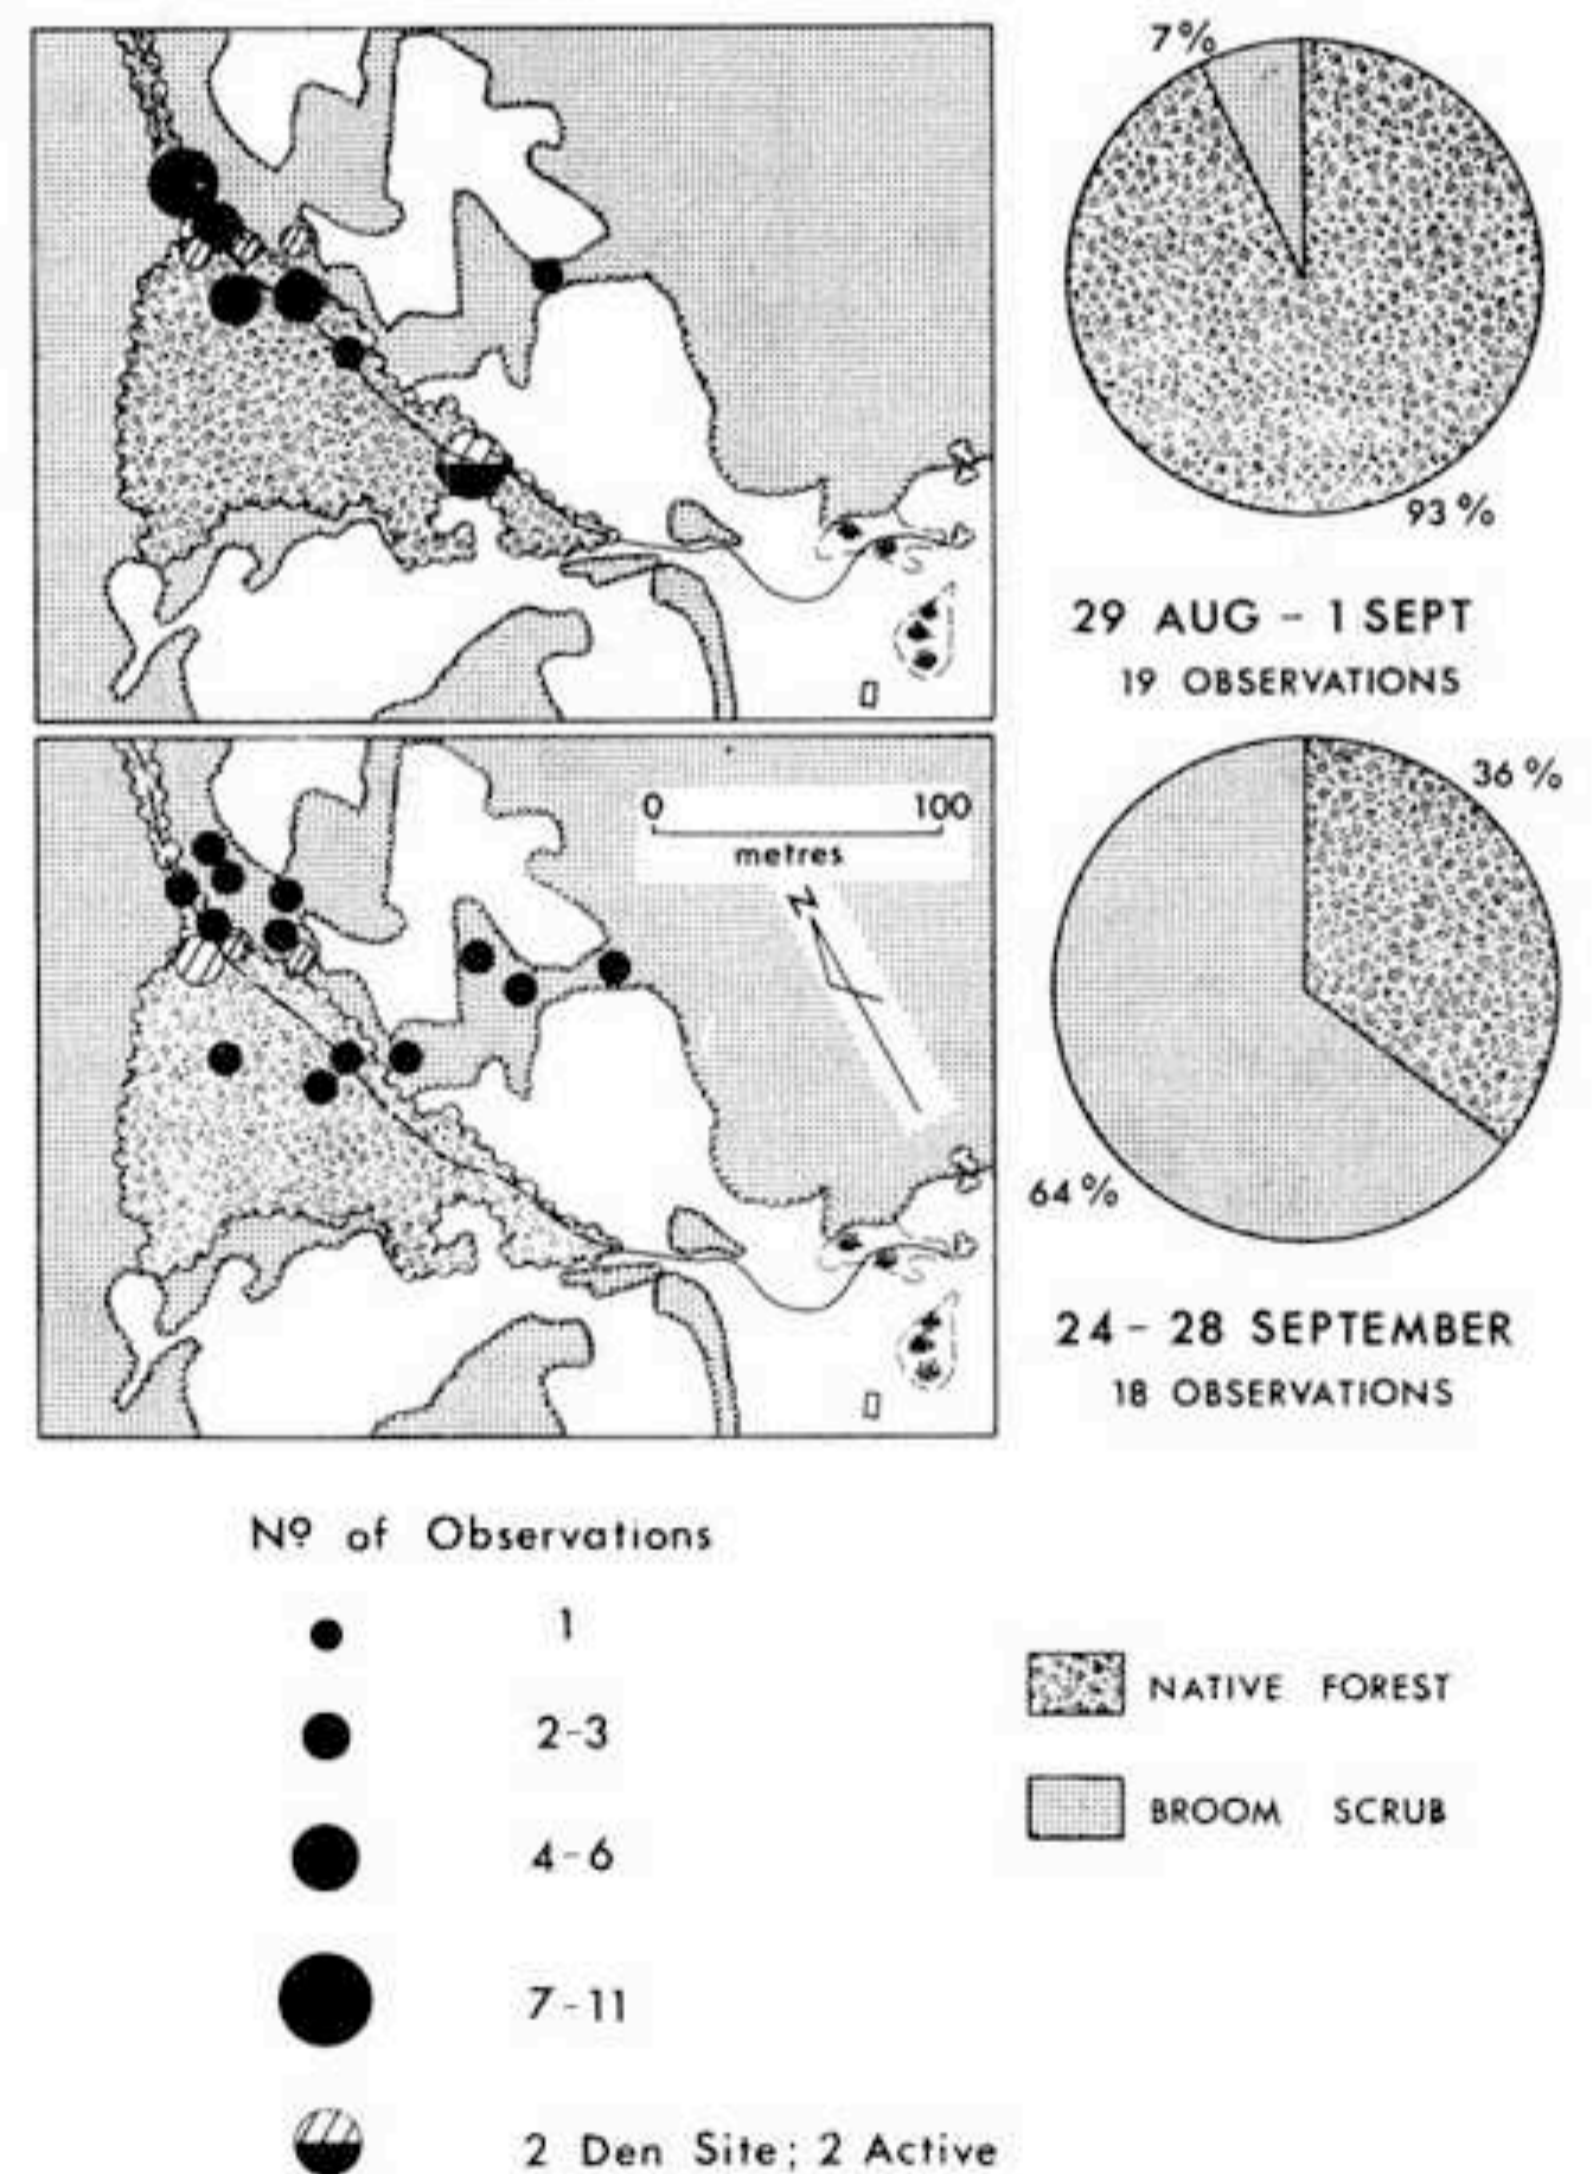 7%
93%
29 AUG – 1 SEPT
19 OBSERVATIONS
0 100
metres
N
36%
64%
24 – 28 SEPTEMBER
18 OBSERVATIONS
Nº of Observations
1
2-3
4-6
7-11
2 Den Site; 2 Active
NATIVE FOREST
BROOM SCRUB